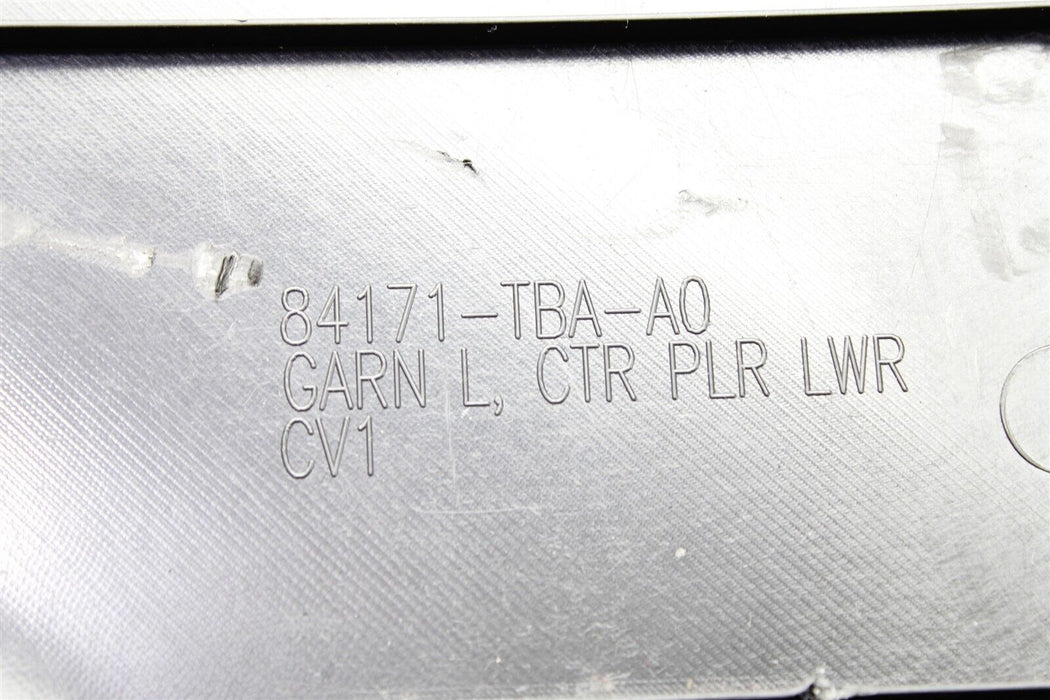 84171-TBA-A0
GARN L, CTR PLR LWR
CV1